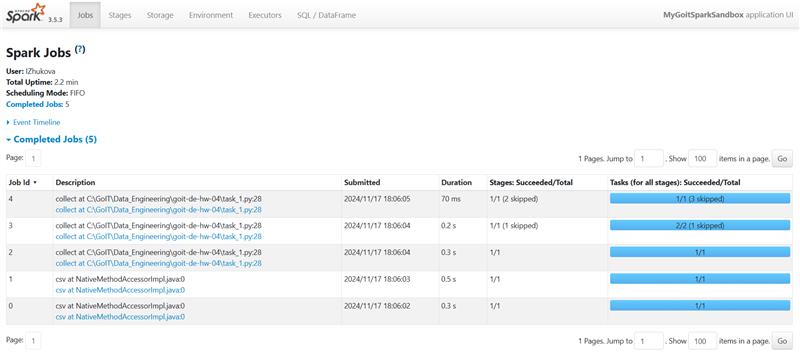 APACHE Spark 3.5.3 Jobs Stages Storage Environment Executors SQL / DataFrame MyGoitSparkSandbox application UI
Spark Jobs (?)
User: IZhukova
Total Uptime: 2.2 min
Scheduling Mode: FIFO
Completed Jobs: 5
Event Timeline
Completed Jobs (5)
Page: 1 1 Pages. Jump to 1 . Show 100 items in a page. Go
Job Id Description Submitted Duration Stages: Succeeded/Total Tasks (for all stages): Succeeded/Total
4 collect at C:\GoIT\Data_Engineering\goit-de-hw-04\task_1.py:28 2024/11/17 18:06:05 70 ms 1/1 (2 skipped) 1/1 (3 skipped)
collect at C:\GoIT\Data_Engineering\goit-de-hw-04\task_1.py:28
3 collect at C:\GoIT\Data_Engineering\goit-de-hw-04\task_1.py:28 2024/11/17 18:06:04 0.2 s 1/1 (1 skipped) 2/2 (1 skipped)
collect at C:\GoIT\Data_Engineering\goit-de-hw-04\task_1.py:28
2 collect at C:\GoIT\Data_Engineering\goit-de-hw-04\task_1.py:28 2024/11/17 18:06:04 0.3 s 1/1 1/1
collect at C:\GoIT\Data_Engineering\goit-de-hw-04\task_1.py:28
1 csv at NativeMethodAccessorImpl.java:0 2024/11/17 18:06:03 0.5 s 1/1 1/1
csv at NativeMethodAccessorImpl.java:0
0 csv at NativeMethodAccessorImpl.java:0 2024/11/17 18:06:02 0.3 s 1/1 1/1
csv at NativeMethodAccessorImpl.java:0
Page: 1 1 Pages. Jump to 1 . Show 100 items in a page. Go